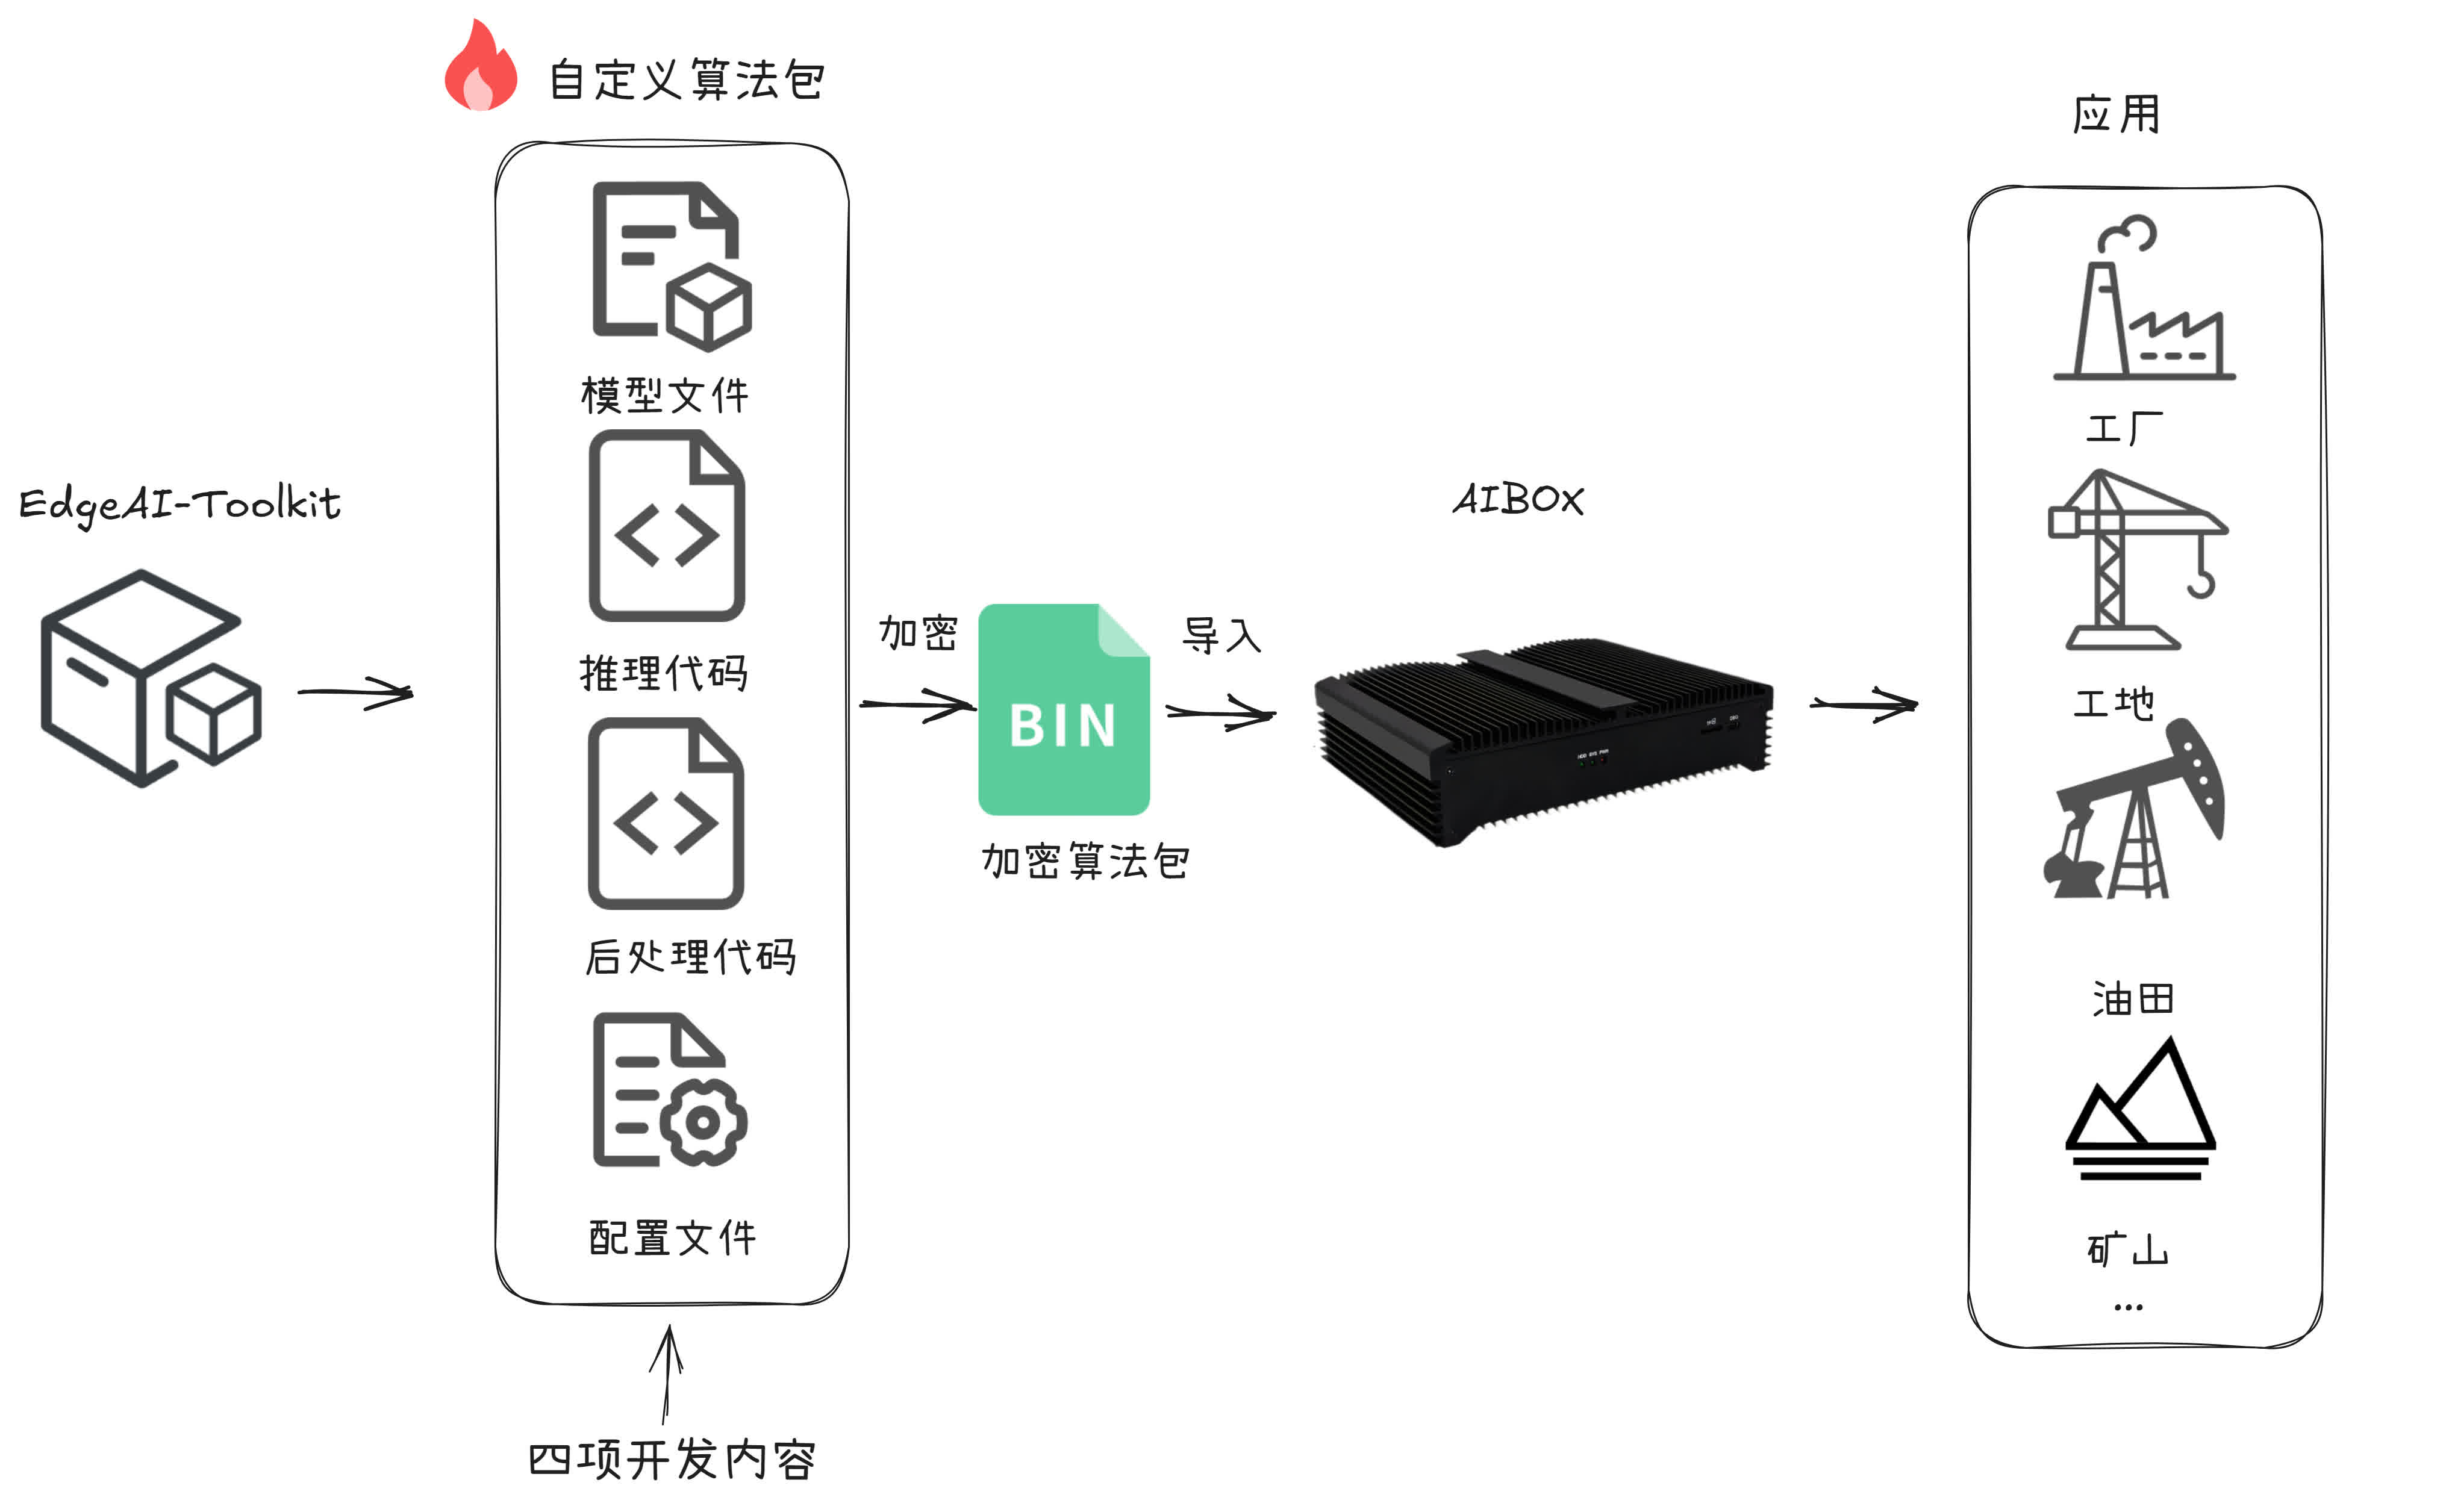 自定义算法包
应用
模型文件
工厂
EdgeAI-Toolkit
AIBOX
加密
导入
推理代码
工地
BIN
加密算法包
后处理代码
油田
配置文件
矿山
...
四项开发内容